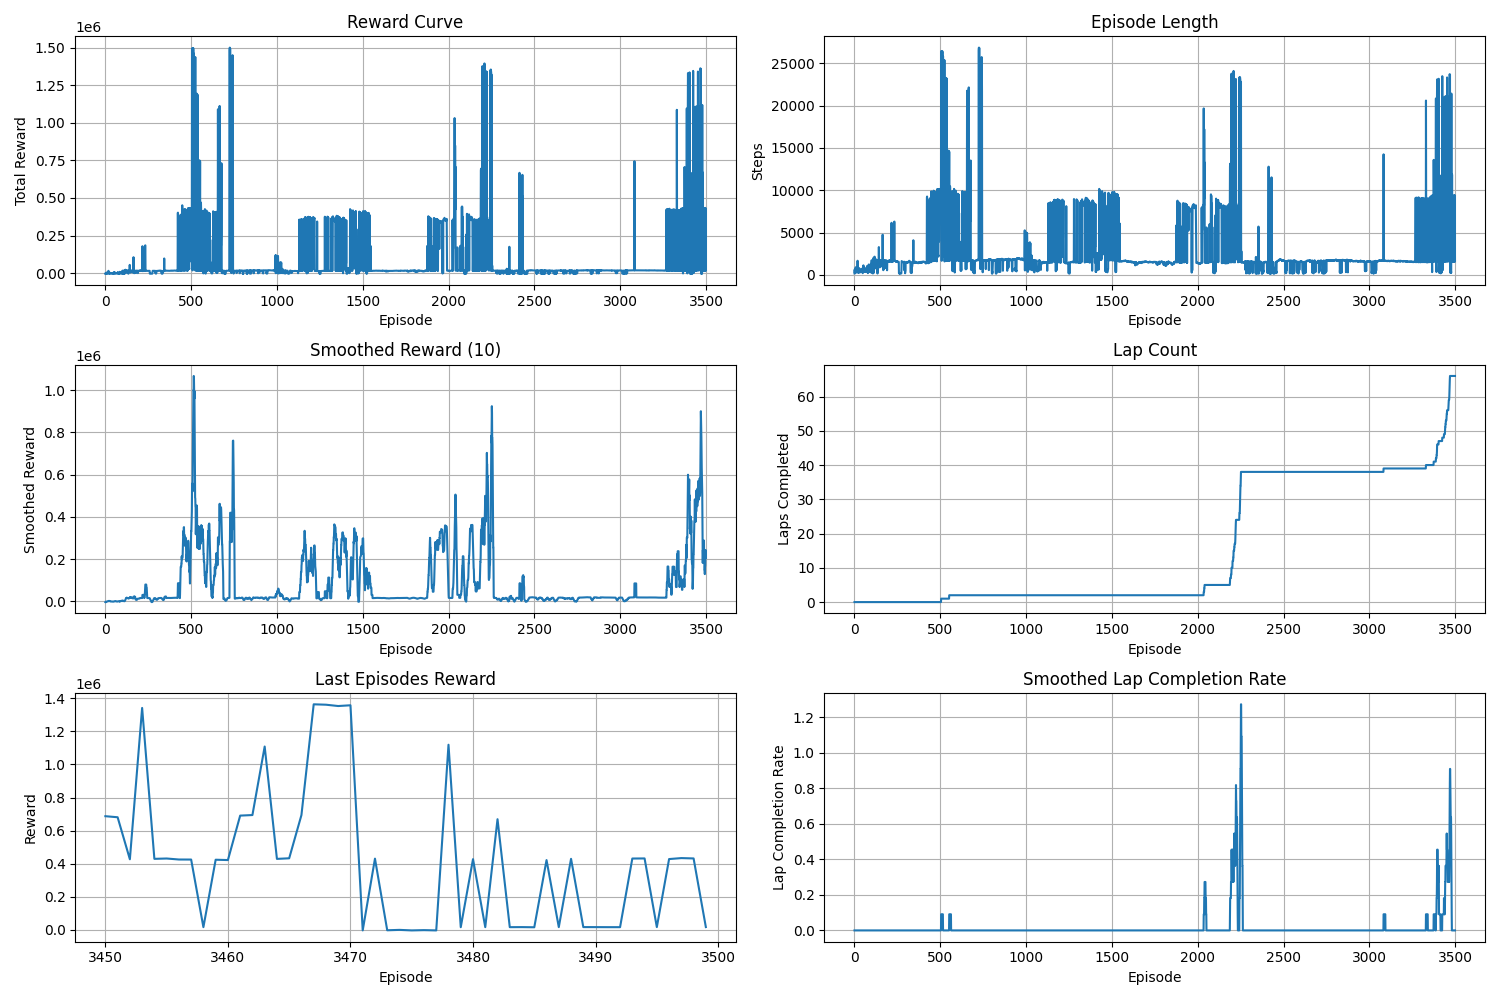 Reward Curve
1e6
Total Reward
1.50
1.25
1.00
0.75
0.50
0.25
0.00
0 500 1000 1500 2000 2500 3000 3500
Episode
Episode Length
Steps
25000
20000
15000
10000
5000
0
0 500 1000 1500 2000 2500 3000 3500
Episode
Smoothed Reward (10)
1e6
Smoothed Reward
1.0
0.8
0.6
0.4
0.2
0.0
0 500 1000 1500 2000 2500 3000 3500
Episode
Lap Count
Laps Completed
60
50
40
30
20
10
0
0 500 1000 1500 2000 2500 3000 3500
Episode
Last Episodes Reward
1e6
Reward
1.4
1.2
1.0
0.8
0.6
0.4
0.2
0.0
3450 3460 3470 3480 3490 3500
Episode
Smoothed Lap Completion Rate
Lap Completion Rate
1.2
1.0
0.8
0.6
0.4
0.2
0.0
0 500 1000 1500 2000 2500 3000 3500
Episode